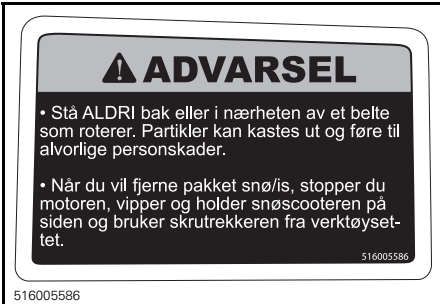 ADVARSEL
• Stå ALDRI bak eller i nærheten av et belte
som roterer. Partikler kan kastes ut og føre til
alvorlige personskader.
• Når du vil fjerne pakket snø/is, stopper du
motoren, vipper og holder snøscooteren på
siden og bruker skrutrekkeren fra verktøyset-
tet.
516005586
516005586